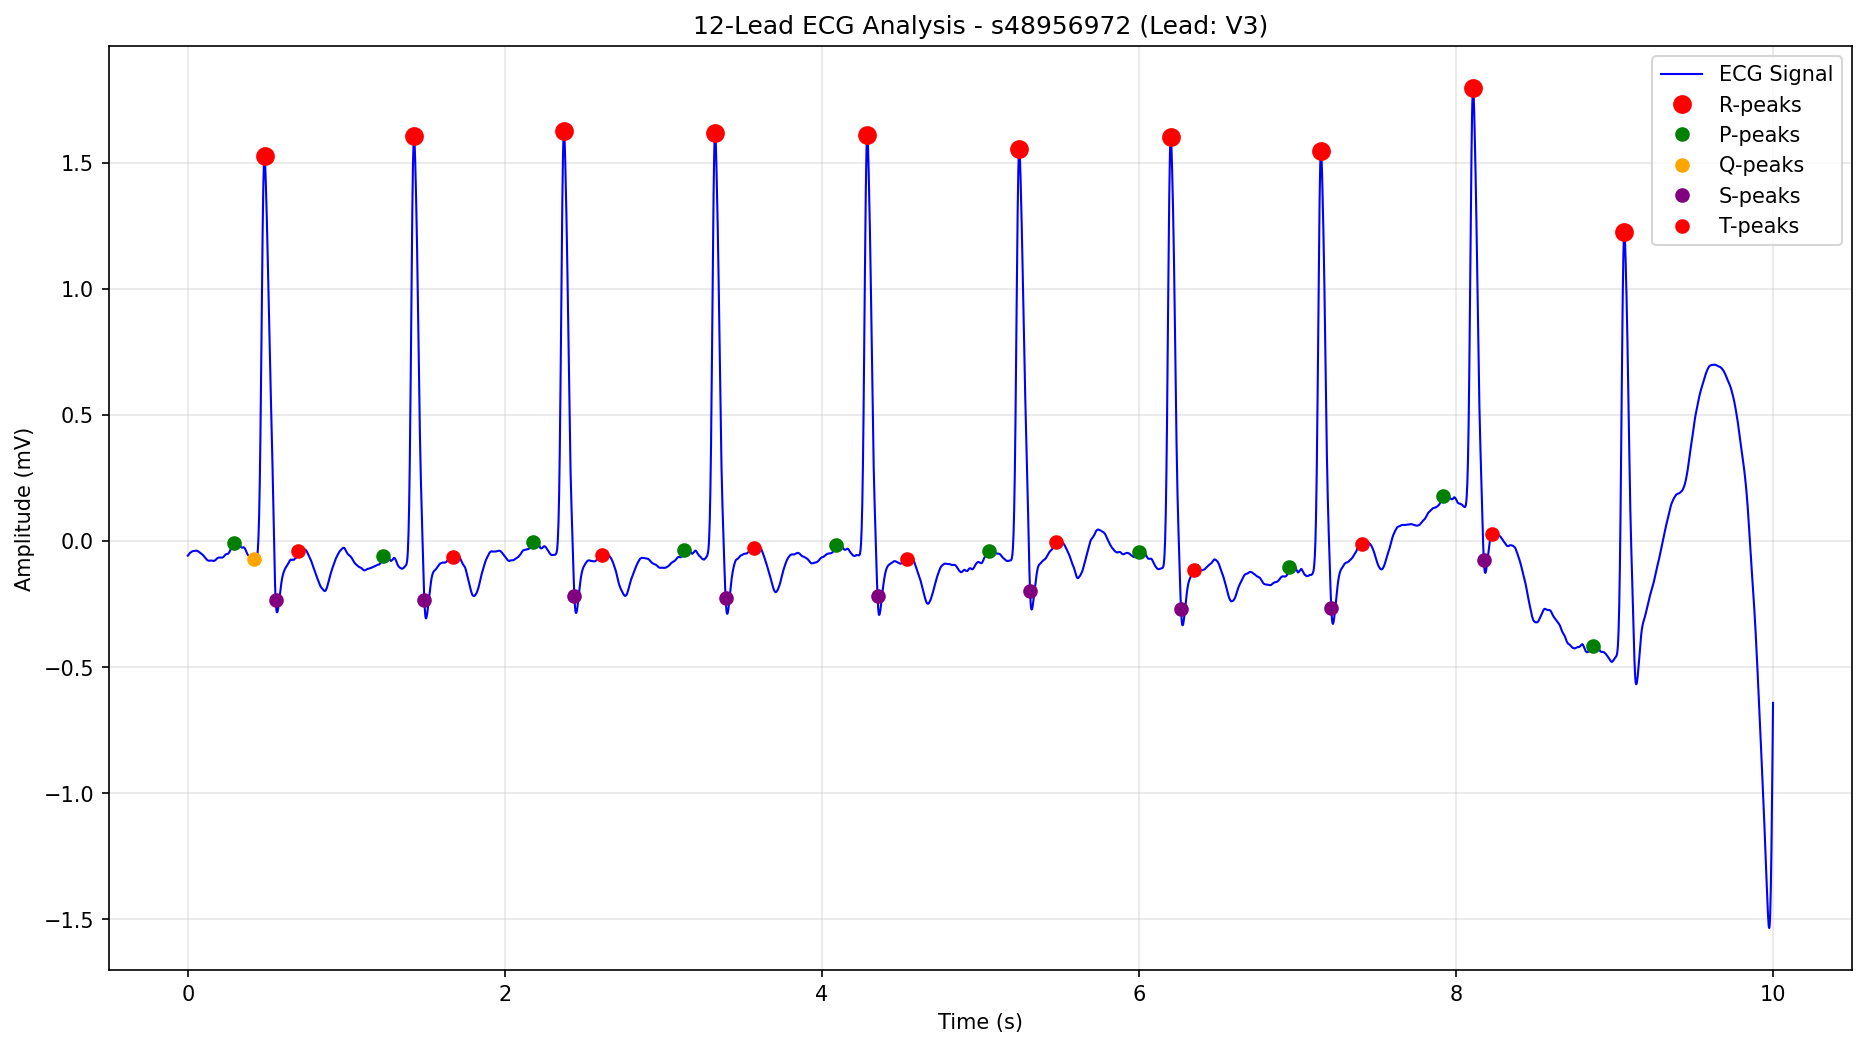 12-Lead ECG Analysis - s48956972 (Lead: V3)
ECG Signal
R-peaks
P-peaks
Q-peaks
S-peaks
T-peaks
Amplitude (mV)
1.5
1.0
0.5
0.0
−0.5
−1.0
−1.5
0 2 4 6 8 10
Time (s)